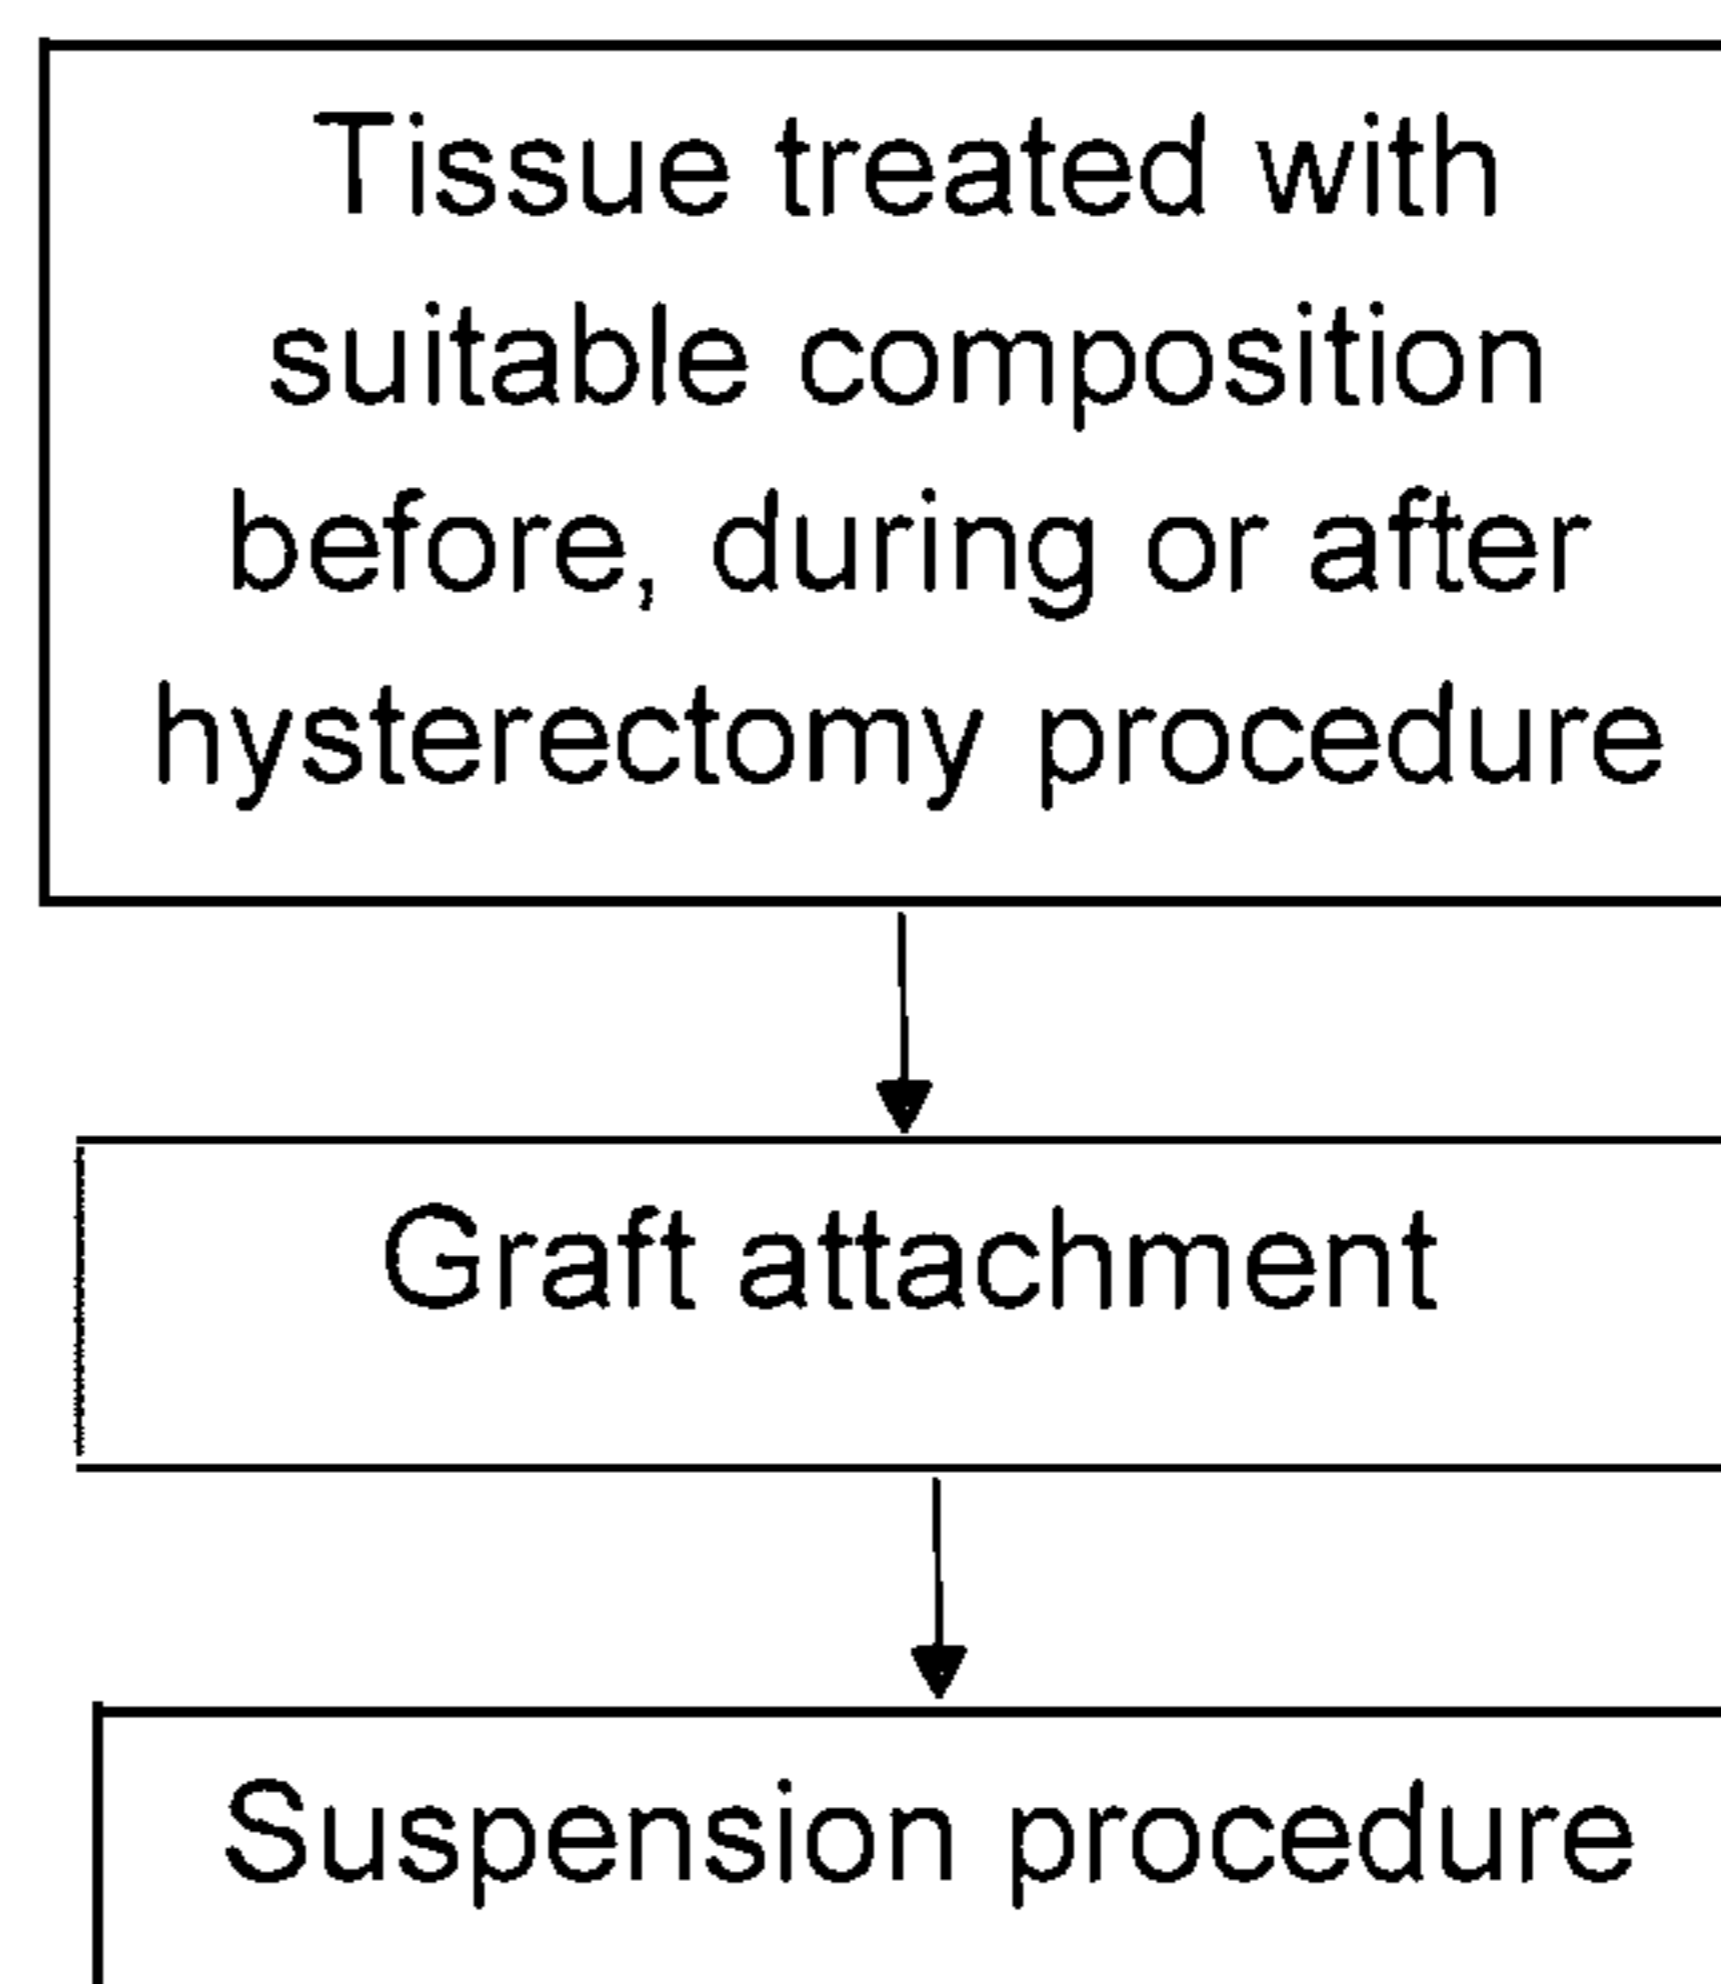 Tissue treated with
suitable composition
before, during or after
hysterectomy procedure
Graft attachment
Suspension procedure